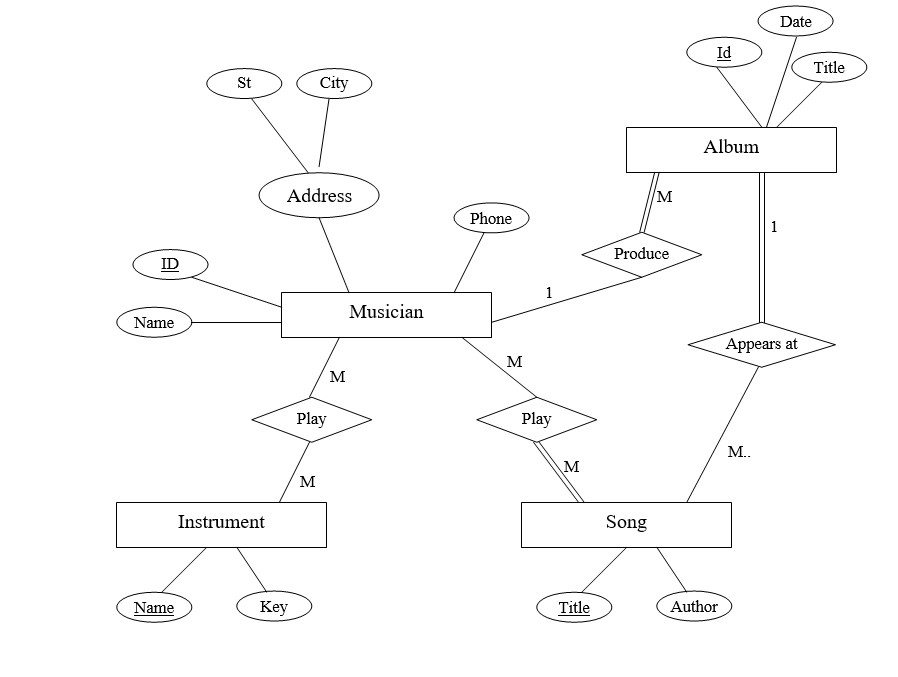 Date
Id
Title
St
City
Album
Address
M
Phone
1
Produce
ID
1
Musician
Name
Appears at
M
M
Play
Play
M..
M
M
Instrument
Song
Name
Key
Title
Author